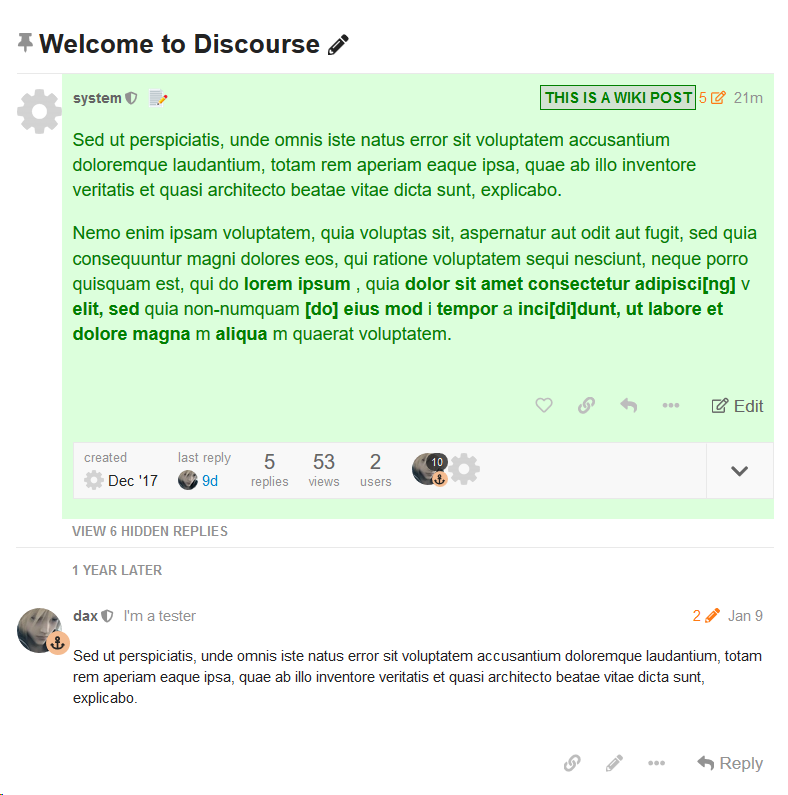 Welcome to Discourse
system THIS IS A WIKI POST 5 21m
Sed ut perspiciatis, unde omnis iste natus error sit voluptatem accusantium
doloremque laudantium, totam rem aperiam eaque ipsa, quae ab illo inventore
veritatis et quasi architecto beatae vitae dicta sunt, explicabo.
Nemo enim ipsam voluptatem, quia voluptas sit, aspernatur aut odit aut fugit, sed quia
consequuntur magni dolores eos, qui ratione voluptatem sequi nesciunt, neque porro
quisquam est, qui do lorem ipsum , quia dolor sit amet consectetur adipisci[ng] v
elit, sed quia non-numquam [do] eius mod i tempor a inci[di]dunt, ut labore et
dolore magna m aliqua m quaerat voluptatem.
Edit
created last reply 5 53 2 10
Dec '17 9d replies views users
VIEW 6 HIDDEN REPLIES
1 YEAR LATER
dax I'm a tester 2 Jan 9
Sed ut perspiciatis, unde omnis iste natus error sit voluptatem accusantium doloremque laudantium, totam
rem aperiam eaque ipsa, quae ab illo inventore veritatis et quasi architecto beatae vitae dicta sunt,
explicabo.
Reply